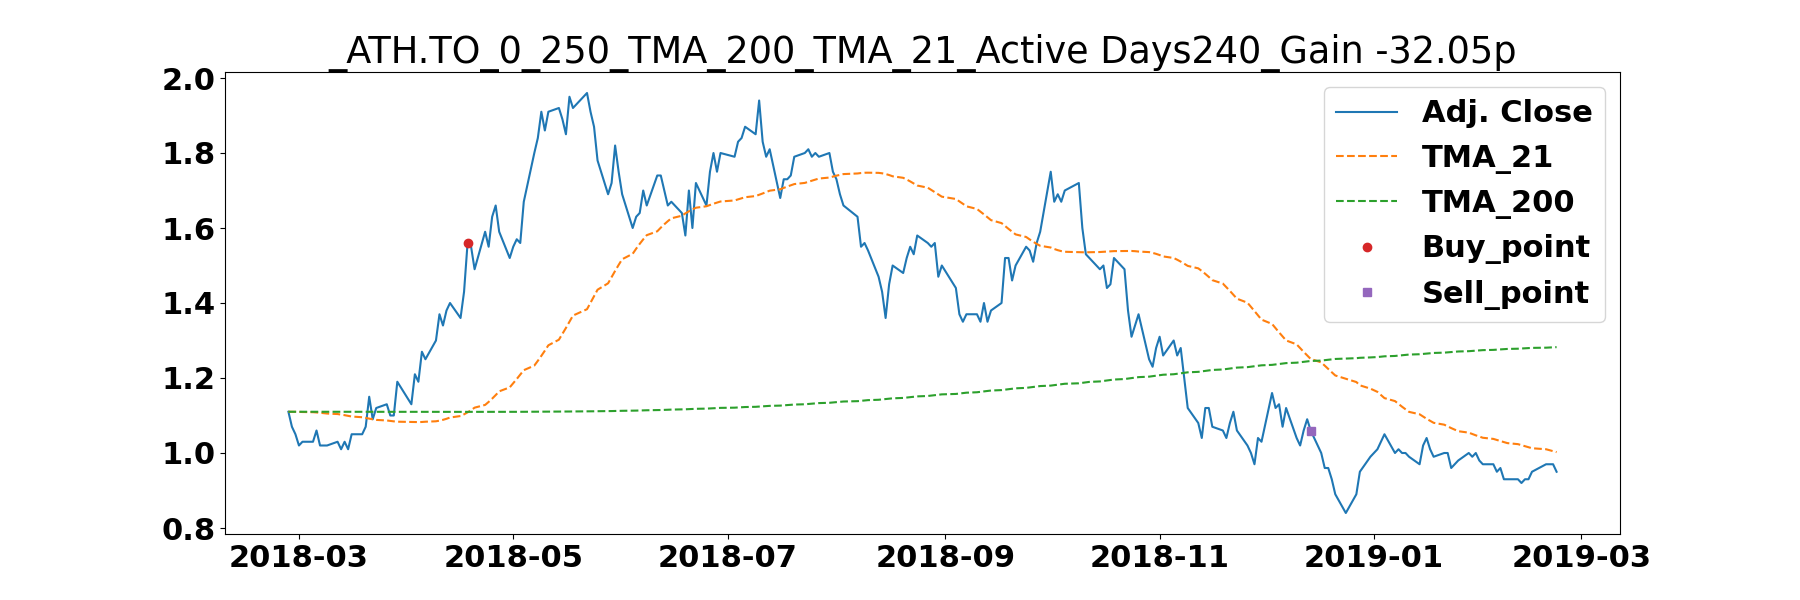 _ATH.TO_0_250_TMA_200_TMA_21_Active Days240_Gain -32.05p
2.0
1.8
1.6
1.4
1.2
1.0
0.8
Adj. Close
TMA_21
TMA_200
Buy_point
Sell_point
2018-03 2018-05 2018-07 2018-09 2018-11 2019-01 2019-03